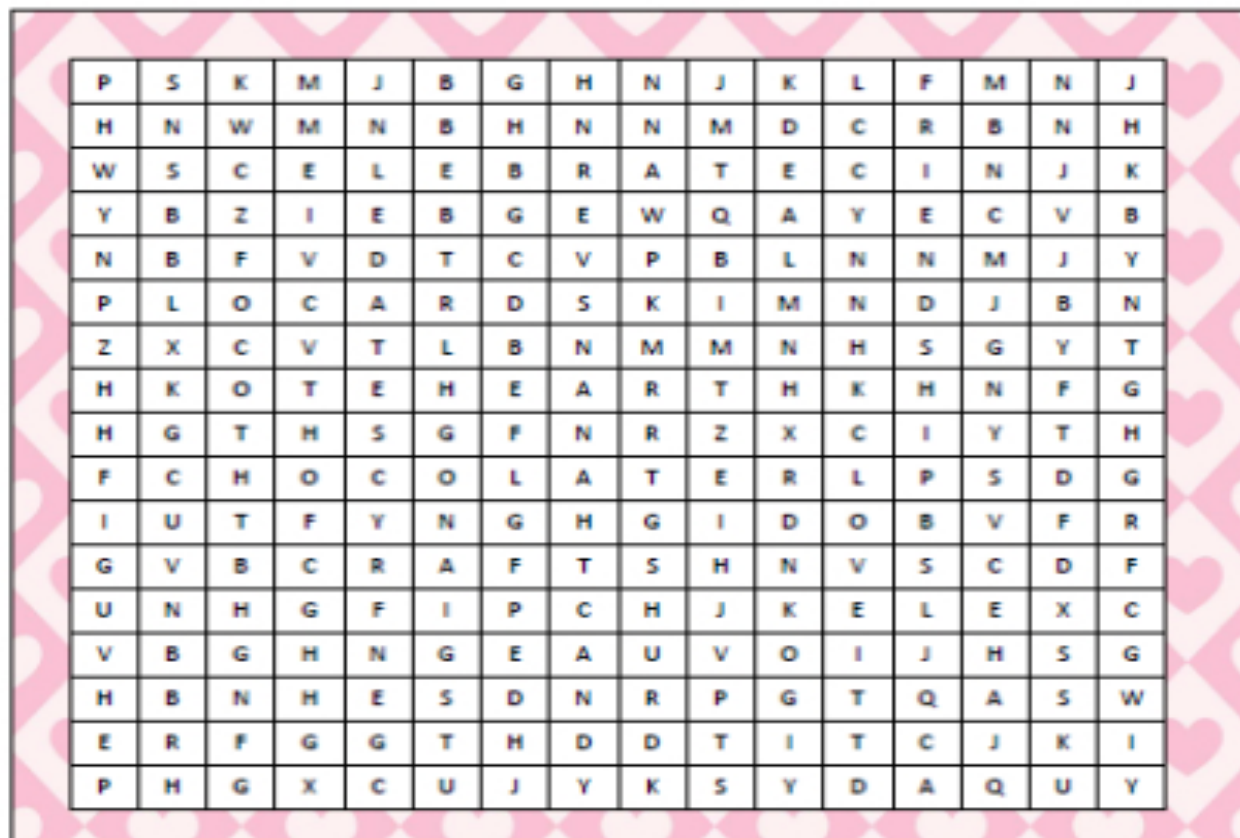 P S K M J B G H N J K L F M N J
H N W M N B H N N M D C R B N H
W S C E L E B R A T E C I N J K
Y B Z I E B G E W Q A Y E C V B
N B F V D T C V P B L N N M J Y
P L O C A R D S K I M N D J B N
Z X C V T L B N M M N H S G Y T
H K O T E H E A R T H K H N F G
H G T H S G F N R Z X C I Y T H
F C H O C O L A T E R L P S D G
I U T F Y N G H G I D O B V F R
G V B C R A F T S H N V S C D F
U N H G F I P C H J K E L E X C
V B G H N G E A U V O I J H S G
H B N H E S D N R P G T Q A S W
E R F G G T H D D T I T C J K I
P H G X C U J Y K S Y D A Q U Y